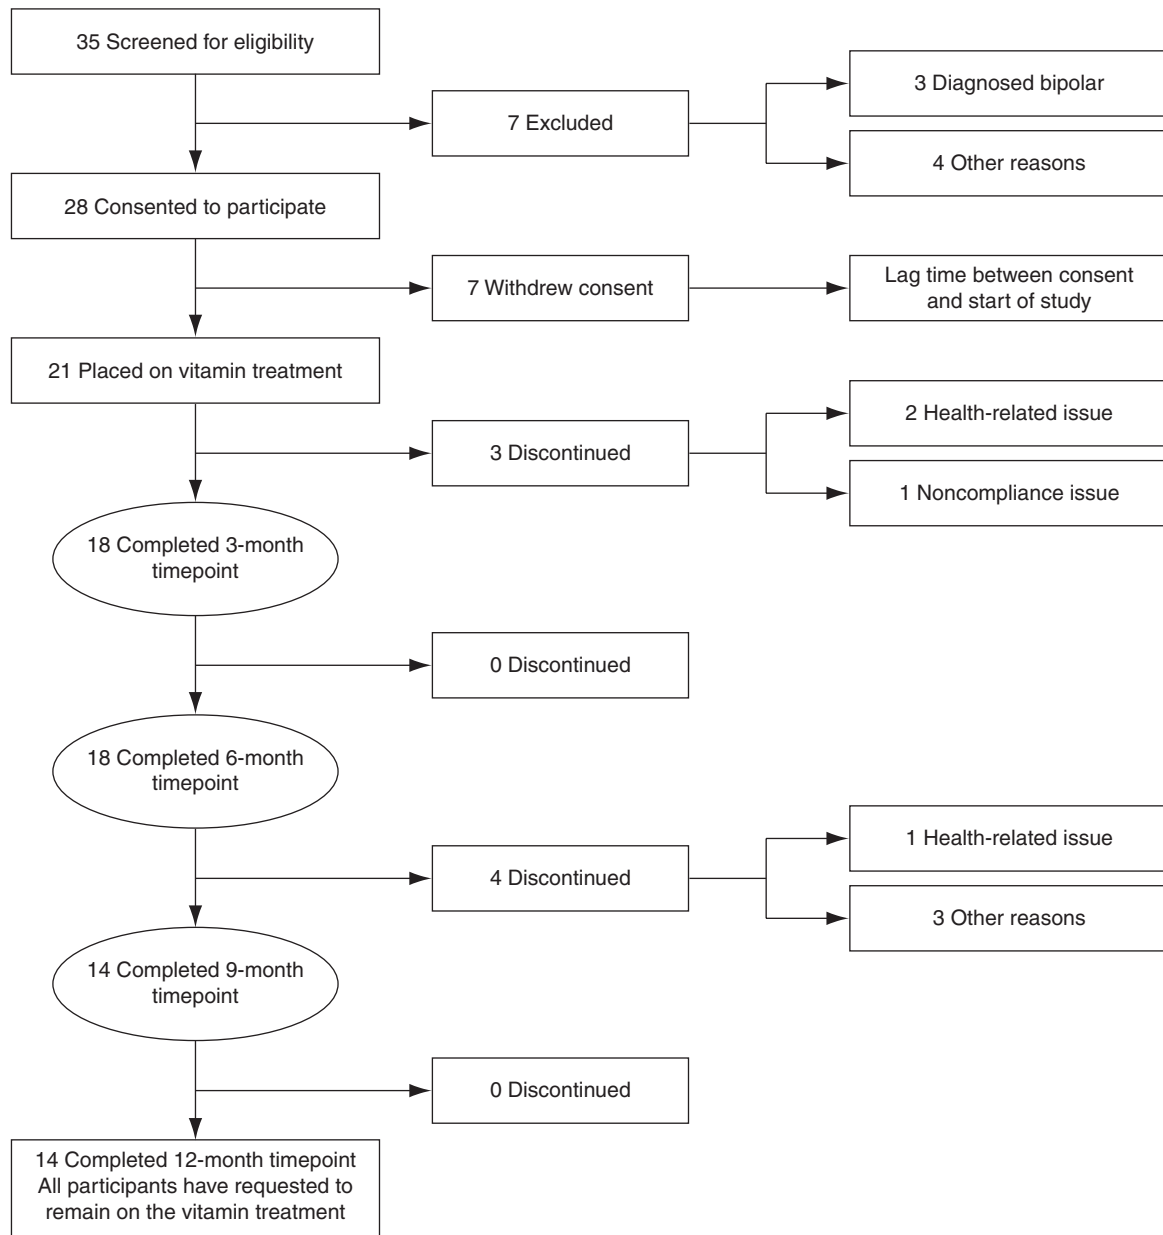 35 Screened for eligibility
3 Diagnosed bipolar
7 Excluded
4 Other reasons
28 Consented to participate
7 Withdrew consent
Lag time between consent
and start of study
21 Placed on vitamin treatment
2 Health-related issue
3 Discontinued
1 Noncompliance issue
18 Completed 3-month
timepoint
0 Discontinued
18 Completed 6-month
timepoint
1 Health-related issue
4 Discontinued
3 Other reasons
14 Completed 9-month
timepoint
0 Discontinued
14 Completed 12-month timepoint
All participants have requested to
remain on the vitamin treatment